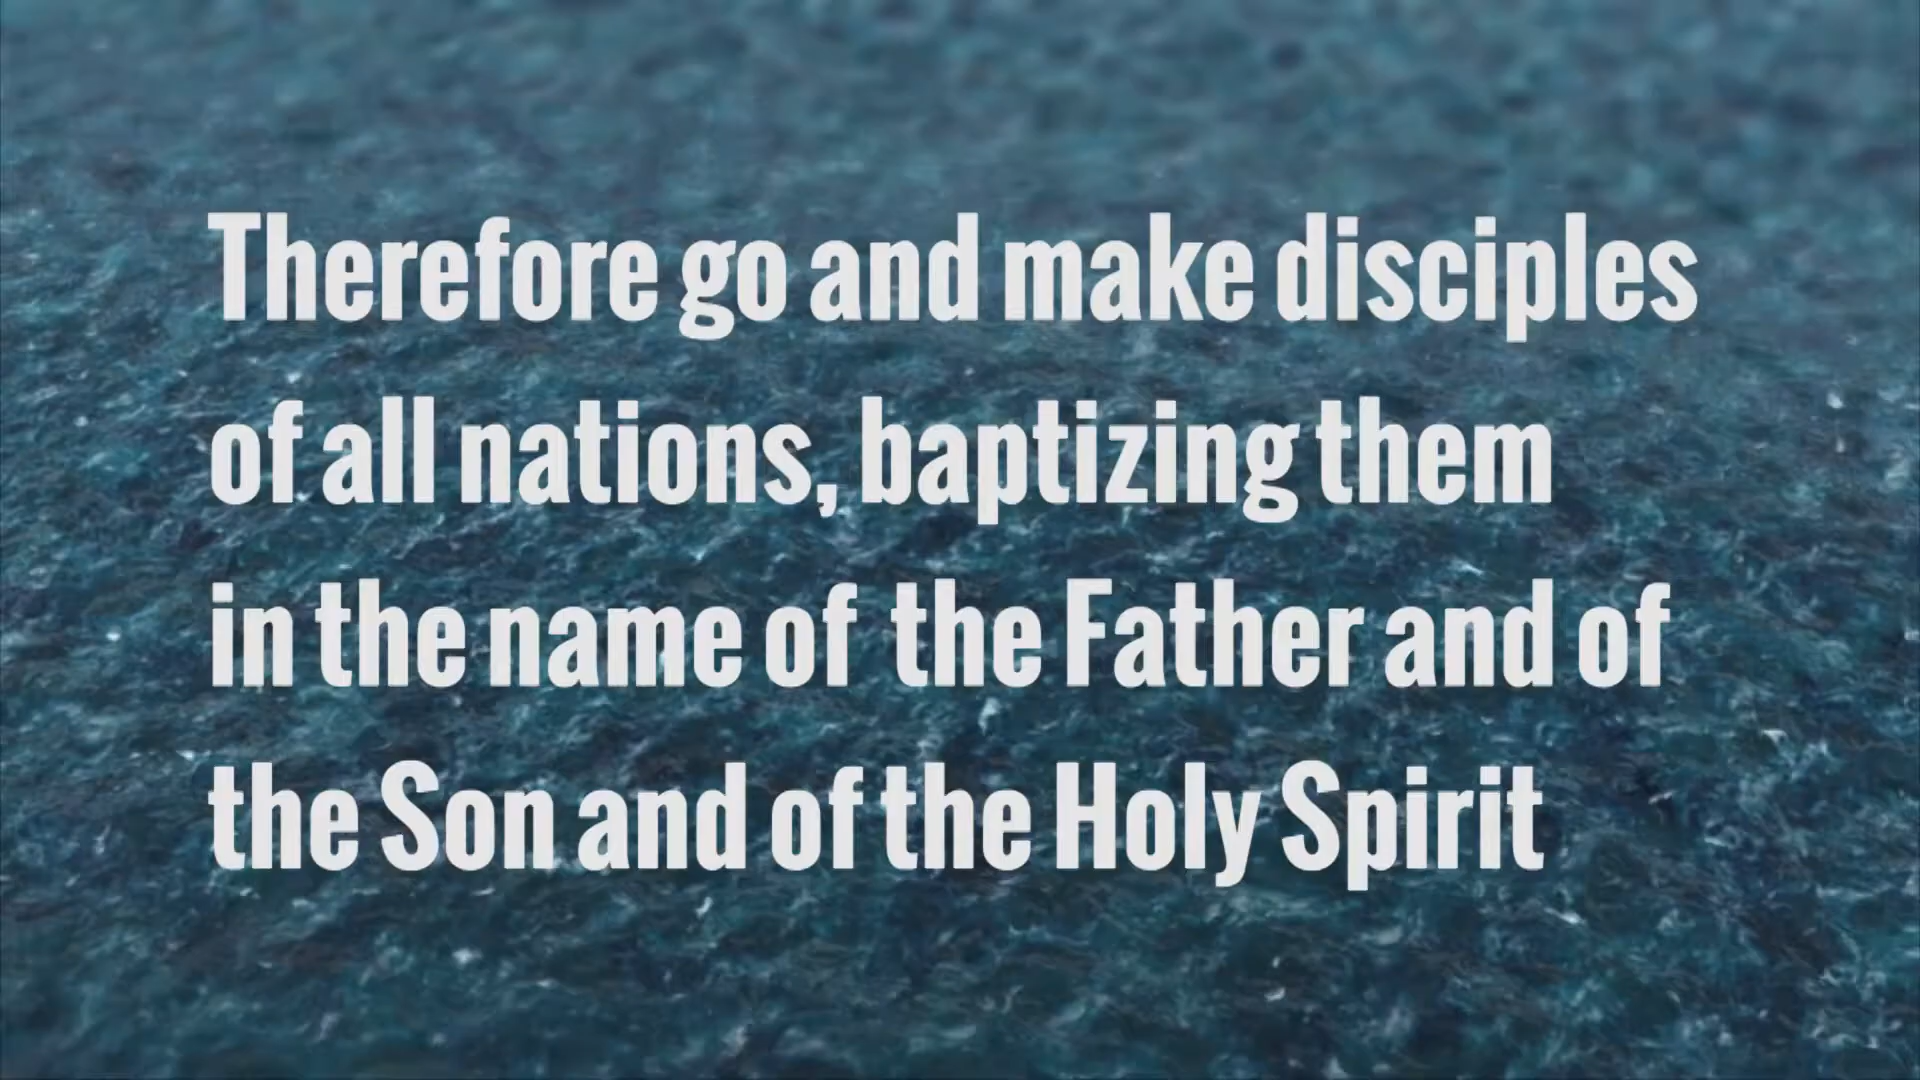 Therefore go and make disciples
of all nations, baptizing them
in the name of the Father and of
the Son and of the Holy Spirit